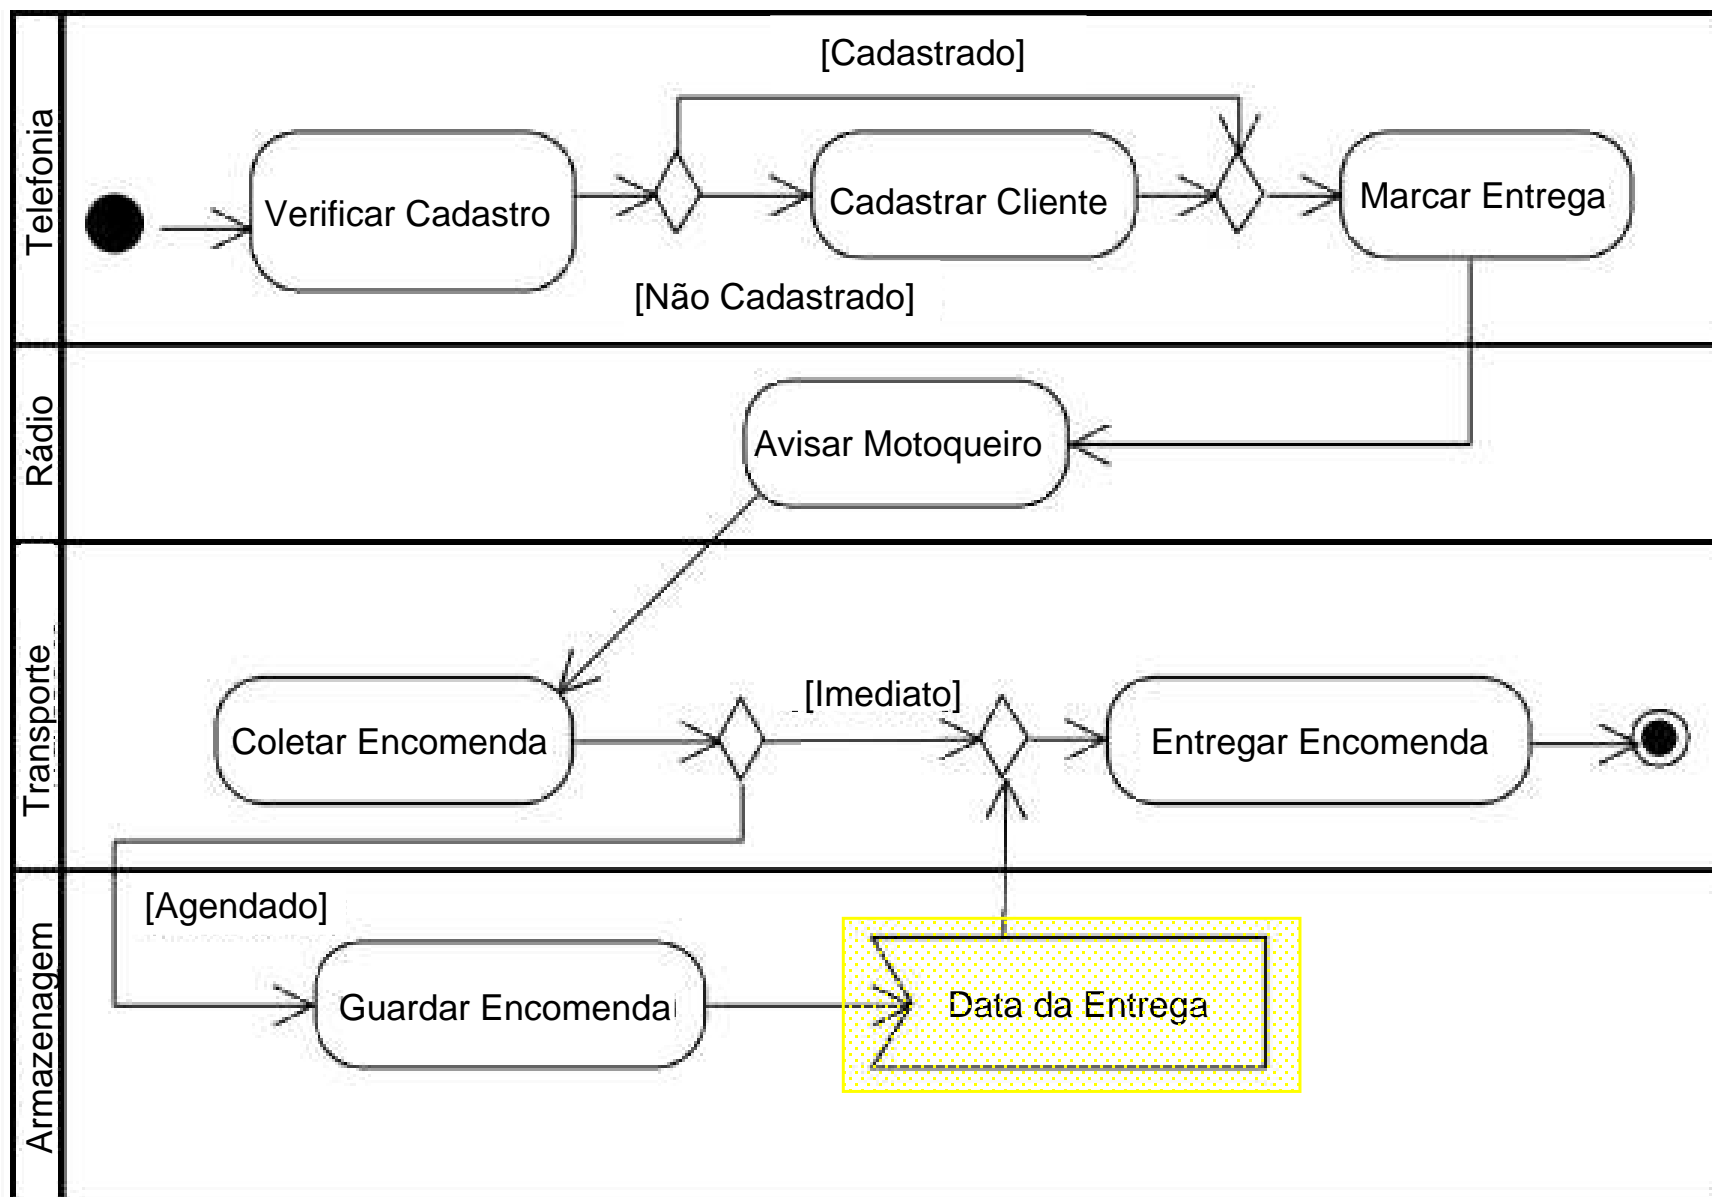 Telefonia
[Cadastrado]
Verificar Cadastro
Cadastrar Cliente
Marcar Entrega
[Não Cadastrado]
Rádio
Avisar Motoqueiro
Transporte
[Imediato]
Coletar Encomenda
Entregar Encomenda
Armazenagem
[Agendado]
Guardar Encomenda
Data da Entrega